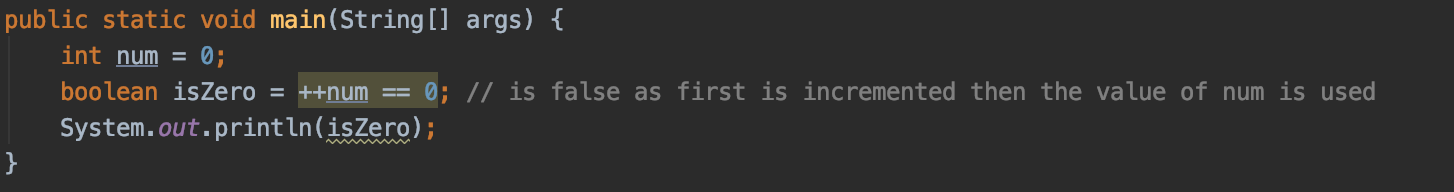 public static void main(String[] args) {
    int num = 0;
    boolean isZero = ++num == 0; // is false as first is incremented then the value of num is used
    System.out.println(isZero);
}